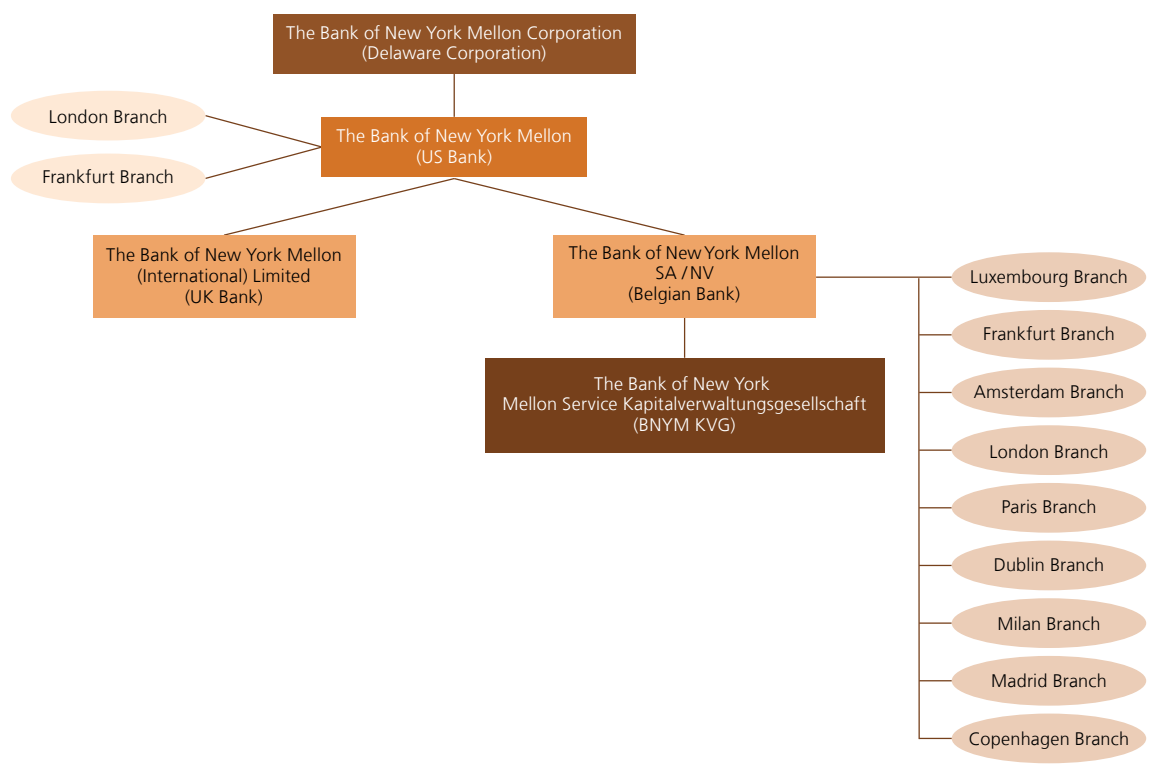 The Bank of New York Mellon Corporation
(Delaware Corporation)
London Branch
Frankfurt Branch
The Bank of New York Mellon
(US Bank)
The Bank of New York Mellon
(International) Limited
(UK Bank)
The Bank of New York Mellon
SA /NV
(Belgian Bank)
The Bank of New York
Mellon Service Kapitalverwaltungsgesellschaft
(BNYM KVG)
Luxembourg Branch
Frankfurt Branch
Amsterdam Branch
London Branch
Paris Branch
Dublin Branch
Milan Branch
Madrid Branch
Copenhagen Branch